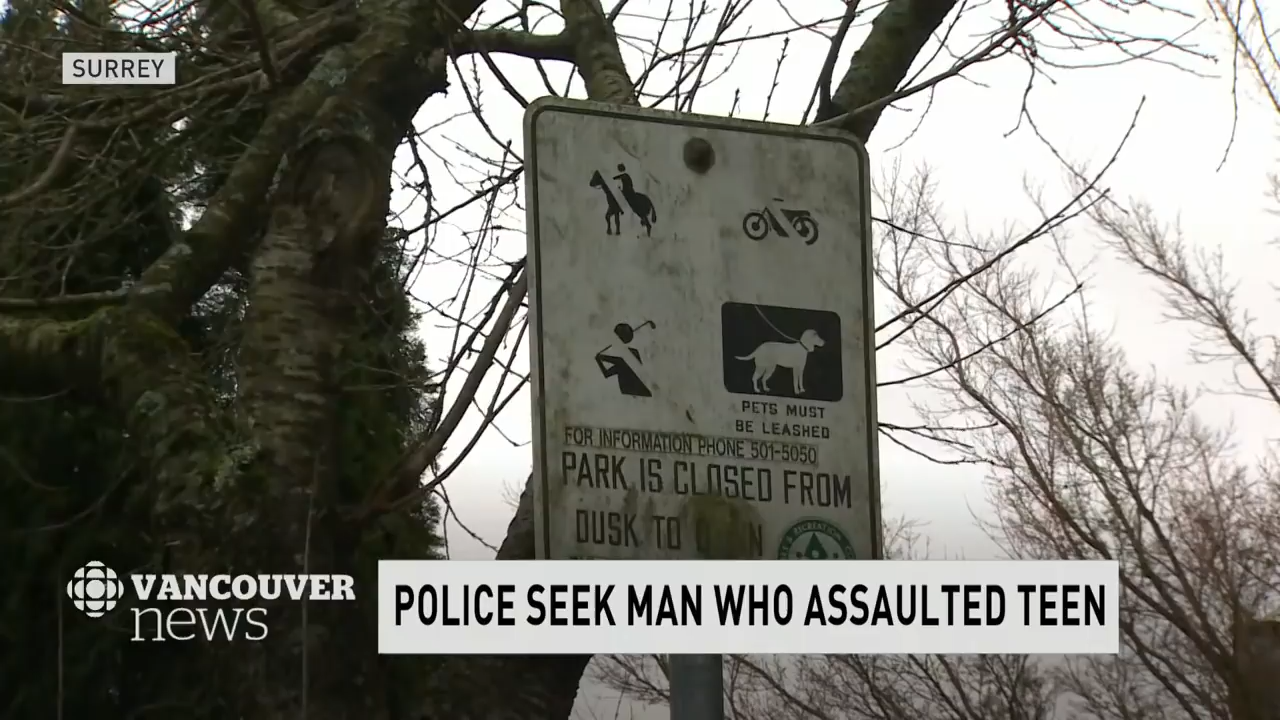 SURREY
PETS MUST
BE LEASHED
FOR INFORMATION PHONE 501-5050
PARK IS CLOSED FROM
DUSK TO
RECREATION
VANCOUVER
news
POLICE SEEK MAN WHO ASSAULTED TEEN